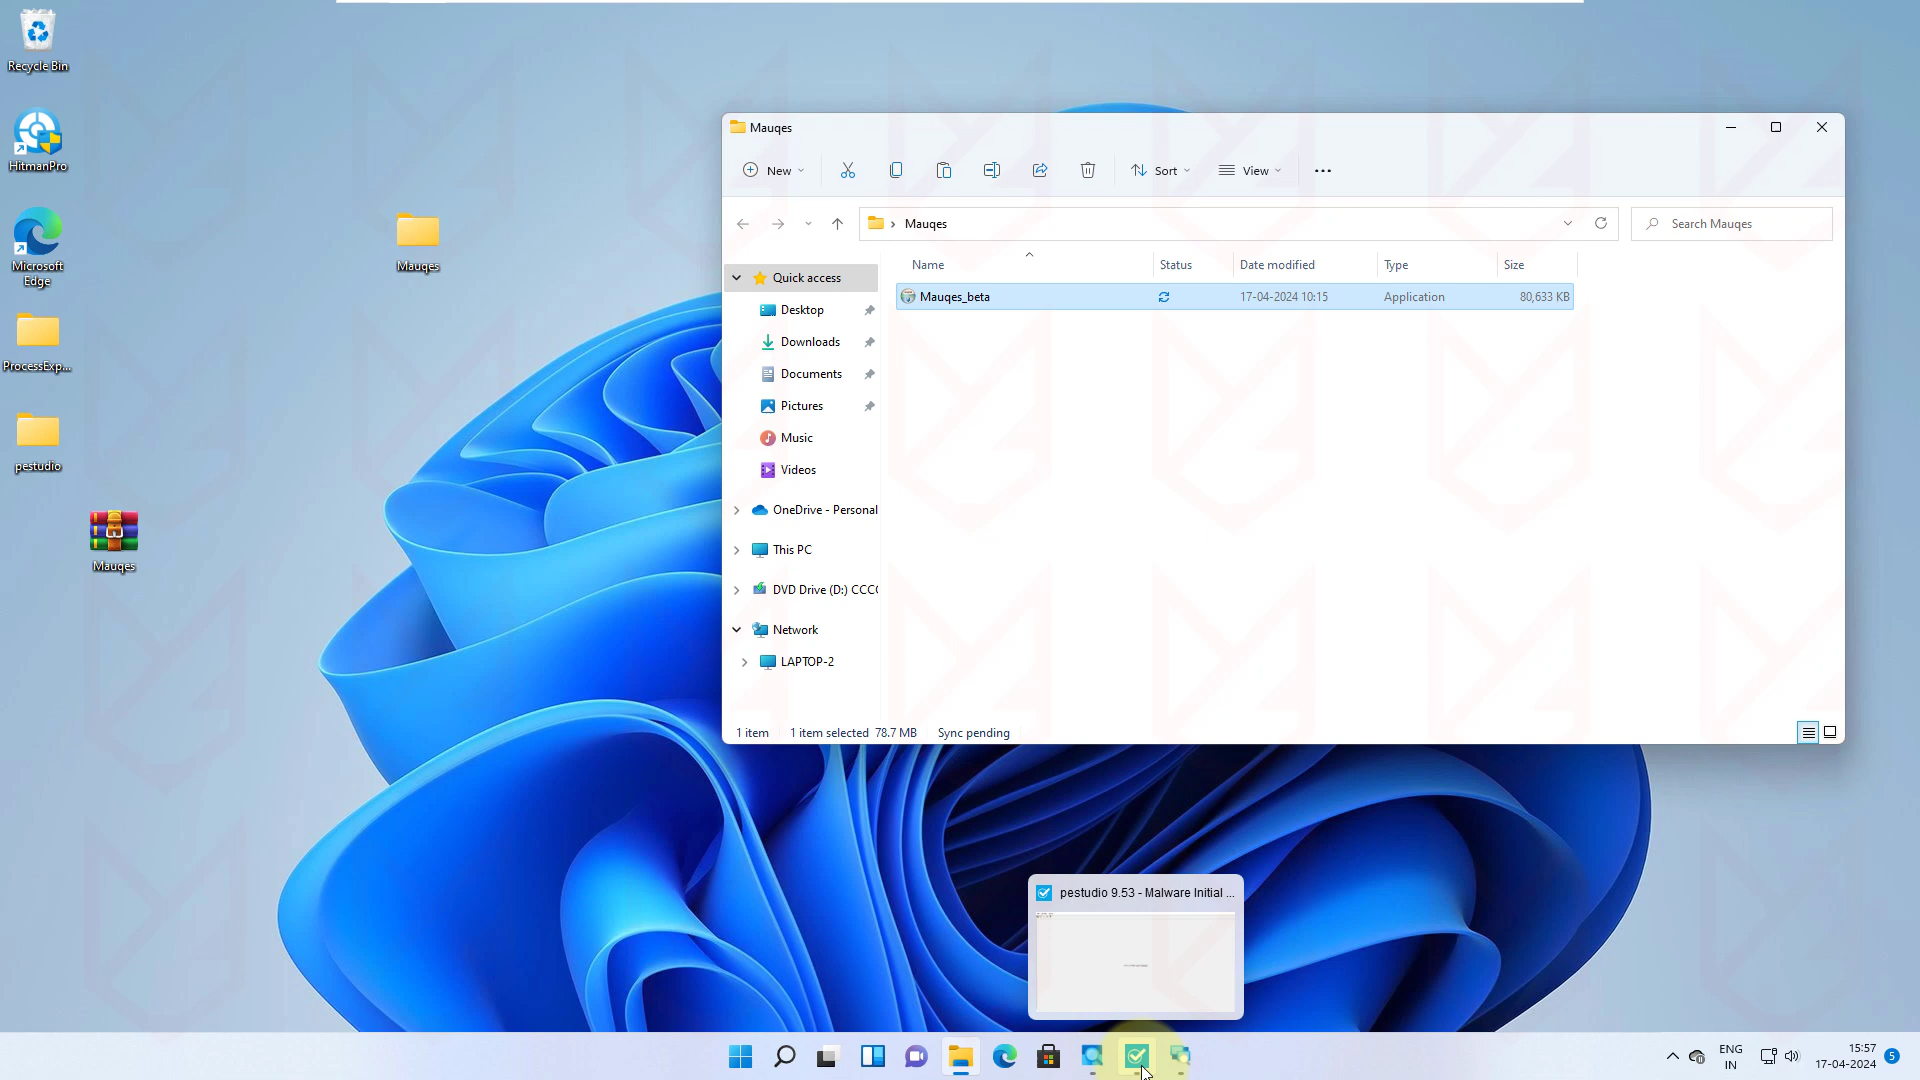 Recycle Bin
HitmanPro
Microsoft
Edge
ProcessExp...
pestudio
Mauqes
Mauqes
Mauqes
New
Sort
View
Mauqes
Search Mauqes
Name
Status
Date modified
Type
Size
Mauqes_beta
17-04-2024 10:15
Application
80,633 KB
Quick access
Desktop
Downloads
Documents
Pictures
Music
Videos
OneDrive - Personal
This PC
DVD Drive (D:) CCC
Network
LAPTOP-2
1 item
1 item selected 78.7 MB
Sync pending
pestudio 9.53 - Malware Initial ...
ENG
IN
15:57
17-04-2024
5